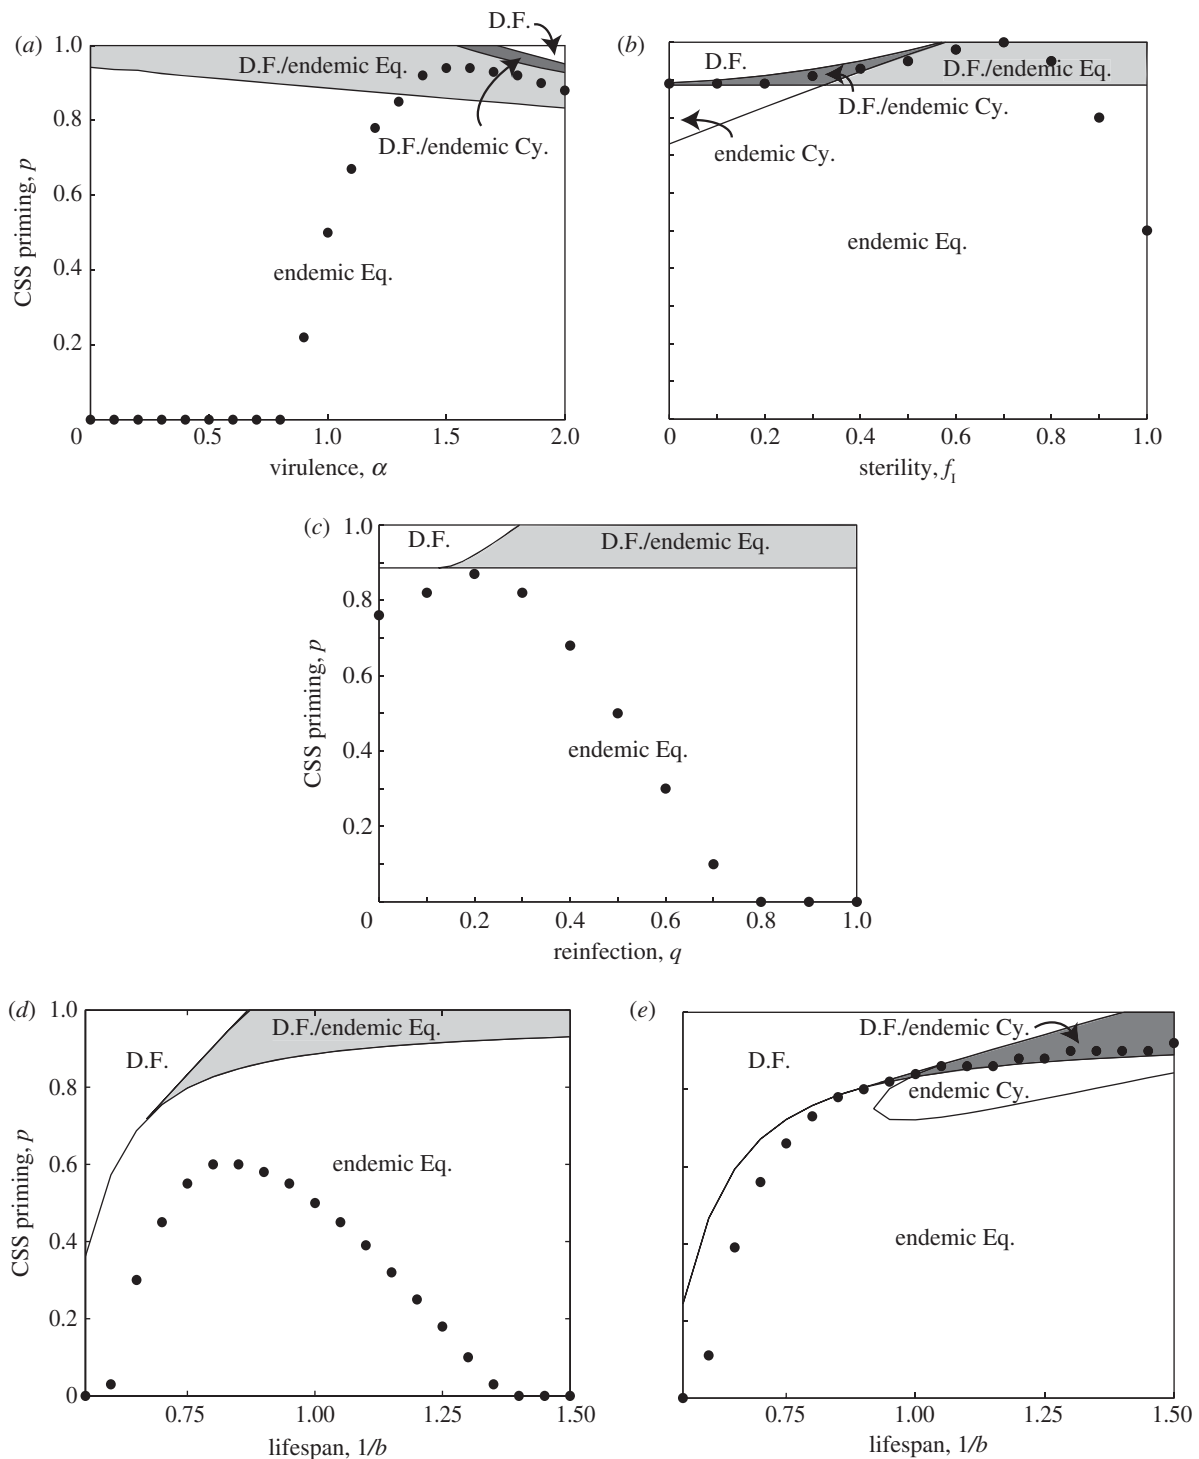 (a)
D.F.
1.0
D.F./endemic Eq.
0.8
D.F./endemic Cy.
CSS priming, p
0.6
0.4
endemic Eq.
0.2
0
0.5
1.0
1.5
2.0
virulence, α
(b)
D.F.
D.F./endemic Eq.
D.F./endemic Cy.
endemic Cy.
endemic Eq.
0
0.2
0.4
0.6
0.8
1.0
sterility, fI
(c)
1.0
D.F.
D.F./endemic Eq.
0.8
CSS priming, p
0.6
0.4
endemic Eq.
0.2
0
0.2
0.4
0.6
0.8
1.0
reinfection, q
(d)
1.0
D.F./endemic Eq.
D.F.
0.8
CSS priming, p
0.6
endemic Eq.
0.4
0.2
0
0.75
1.00
1.25
1.50
lifespan, 1/b
(e)
D.F./endemic Cy.
D.F.
endemic Cy.
endemic Eq.
0.75
1.00
1.25
1.50
lifespan, 1/b